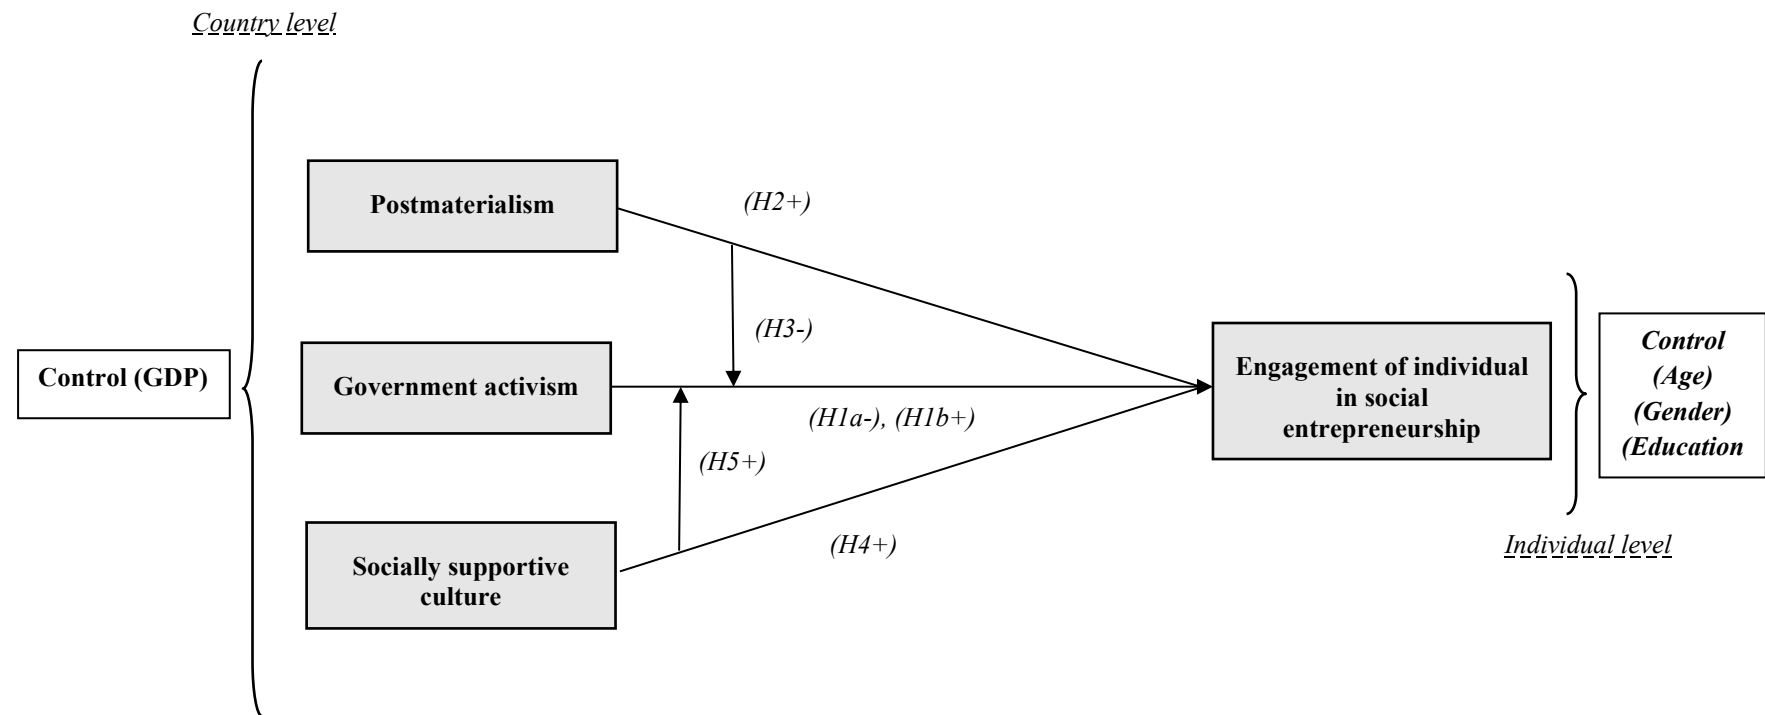 Country level
Postmaterialism
(H2+)
(H3-)
Control (GDP)
Government activism
(H1a-), (H1b+)
Engagement of individual
in social
entrepreneurship
Control
(Age)
(Gender)
(Education
(H5+)
(H4+)
Socially supportive
culture
Individual level